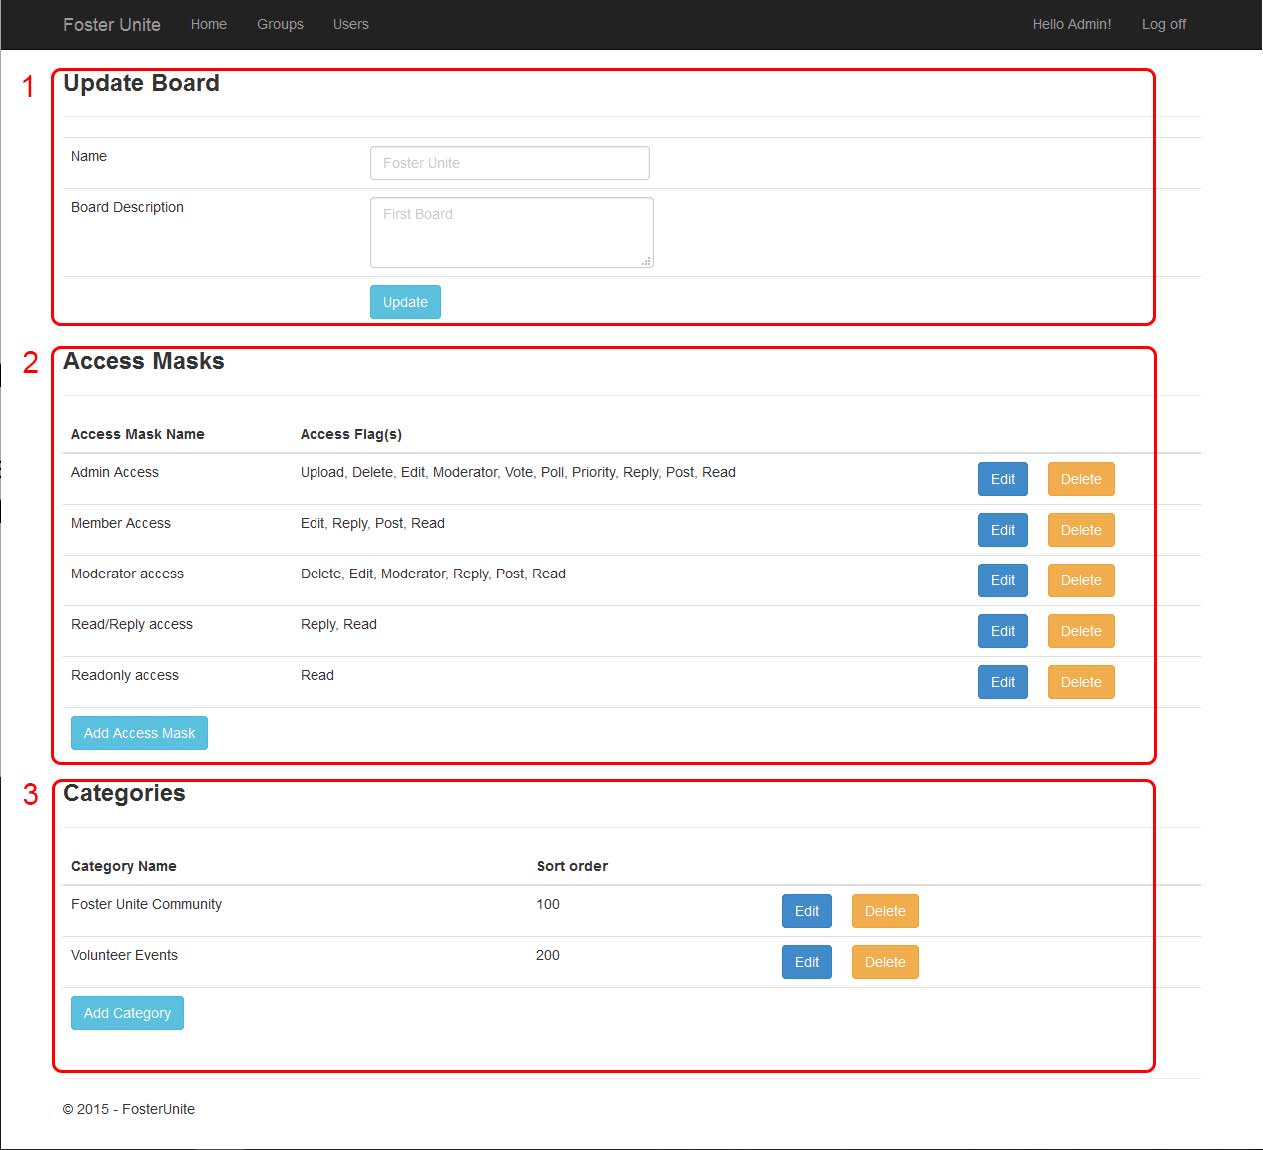 Foster Unite Home Groups Users Hello Admin! Log off
1 Update Board
Name Foster Unite
Board Description First Board
Update
2 Access Masks
Access Mask Name Access Flag(s)
Admin Access Upload, Delete, Edit, Moderator, Vote, Poll, Priority, Reply, Post, Read Edit Delete
Member Access Edit, Reply, Post, Read Edit Delete
Moderator access Delete, Edit, Moderator, Reply, Post, Read Edit Delete
Read/Reply access Reply, Read Edit Delete
Readonly access Read Edit Delete
Add Access Mask
3 Categories
Category Name Sort order
Foster Unite Community 100 Edit Delete
Volunteer Events 200 Edit Delete
Add Category
© 2015 - FosterUnite